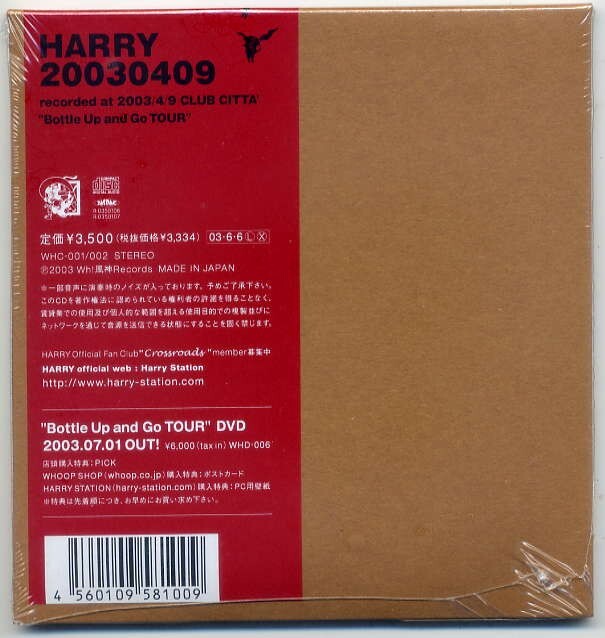 HARRY
20030409
recorded at 2003/4/9 CLUB CITTA'
"Bottle Up and Go TOUR"
COMPACT
disc
DIGITAL AUDIO
R-0350106
R-0350107
定価￥3,500(税抜価格￥3,334) 03・6・6 Ⓛ Ⓧ
WHC-001/002 STEREO
Ⓟ2003 Wh!風神Records MADE IN JAPAN
※一部音声に演奏時のノイズが入っております。予めご了承下さい。
このCDを著作権法に認められている権利者の許諾を得ることなく、
賃貸業での使用及び個人的な範囲を超える使用目的での複製並びに
ネットワークを通じて音源を送信できる状態にすることを固く禁じます。
HARRY Official Fan Club "Crossroads" member募集中
HARRY official web : Harry Station
http://www.harry-station.com
"Bottle Up and Go TOUR" DVD
2003.07.01 OUT! ￥6,000(tax in) WHD-006
店頭購入特典：PICK
WHOOP SHOP(whoop.co.jp)購入特典：ポストカード
HARRY STATION(harry-station.com)購入特典：PC用壁紙
※特典は先着順につき、お早めにお買い求め下さい。
4 560109 581009